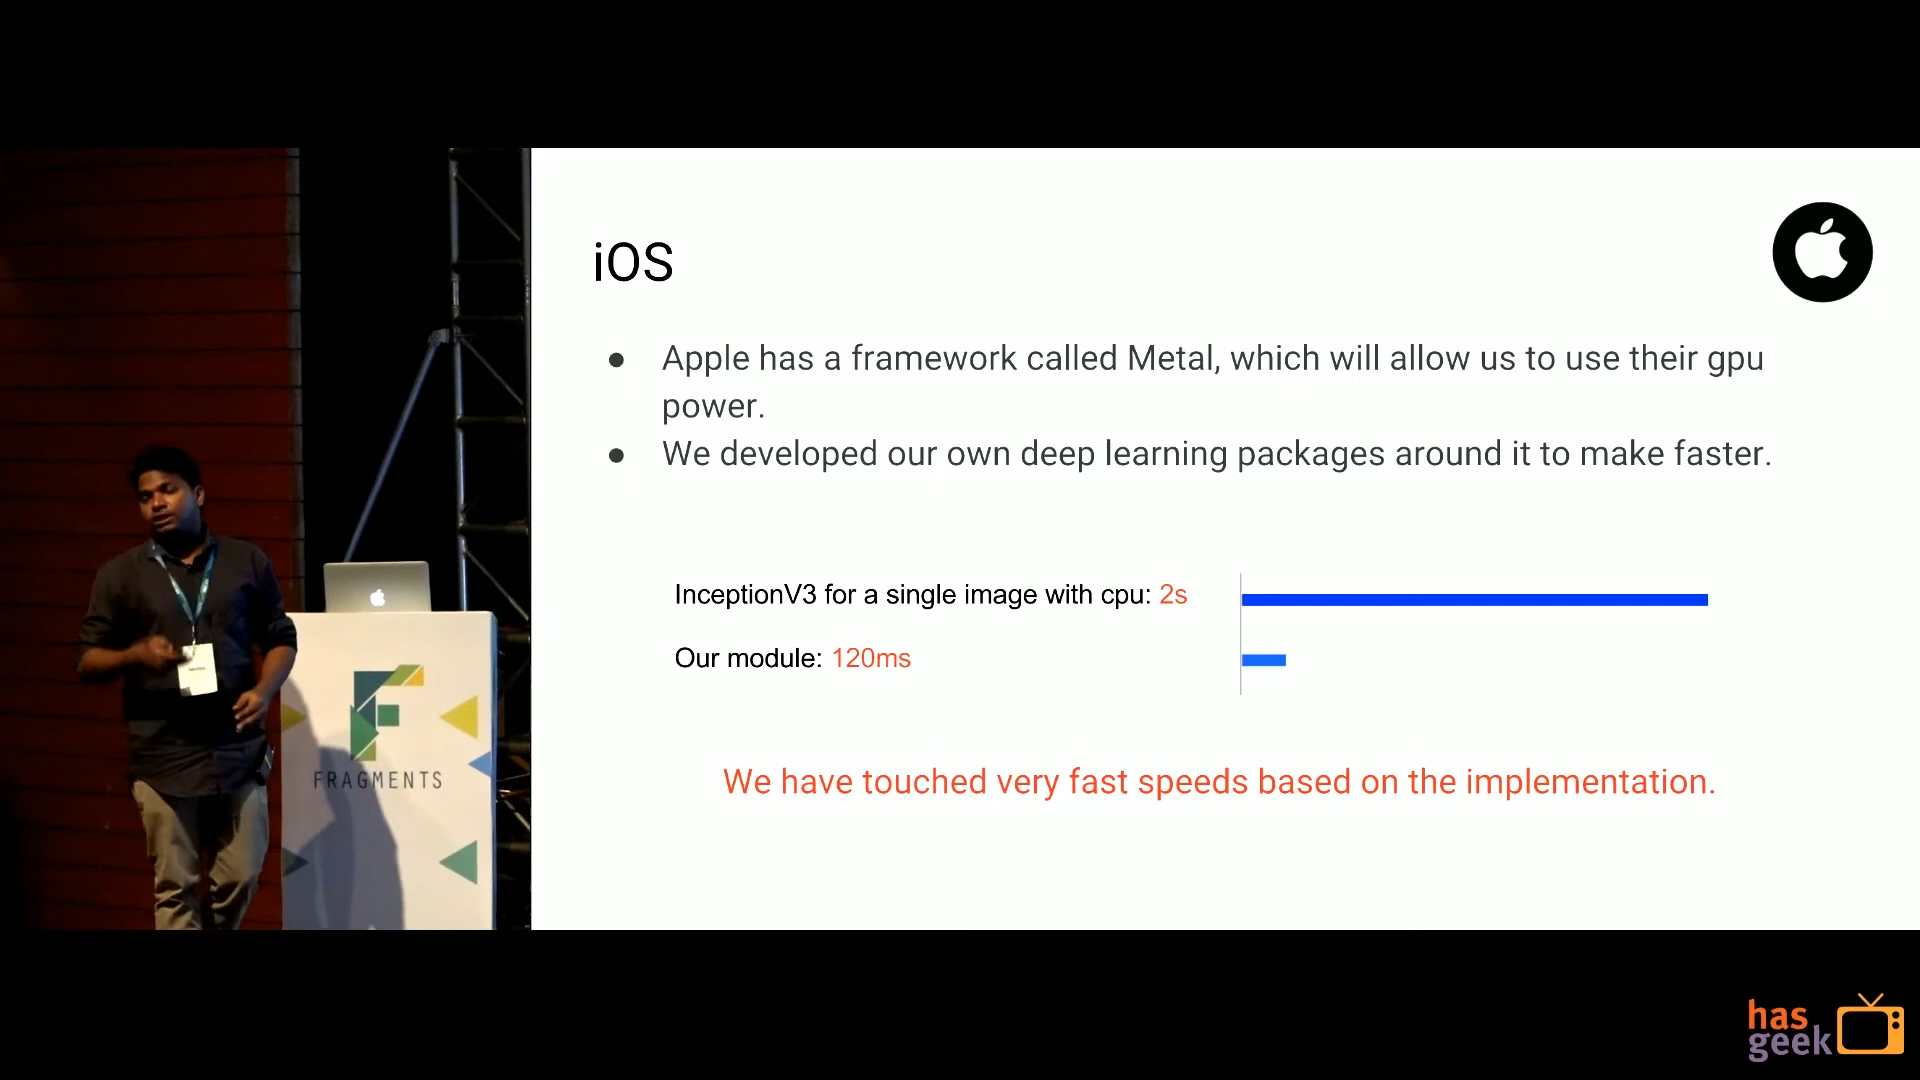 iOS
● Apple has a framework called Metal, which will allow us to use their gpu
power.
● We developed our own deep learning packages around it to make faster.
InceptionV3 for a single image with cpu: 2s
Our module: 120ms
We have touched very fast speeds based on the implementation.
FRAGMENTS
has
geek